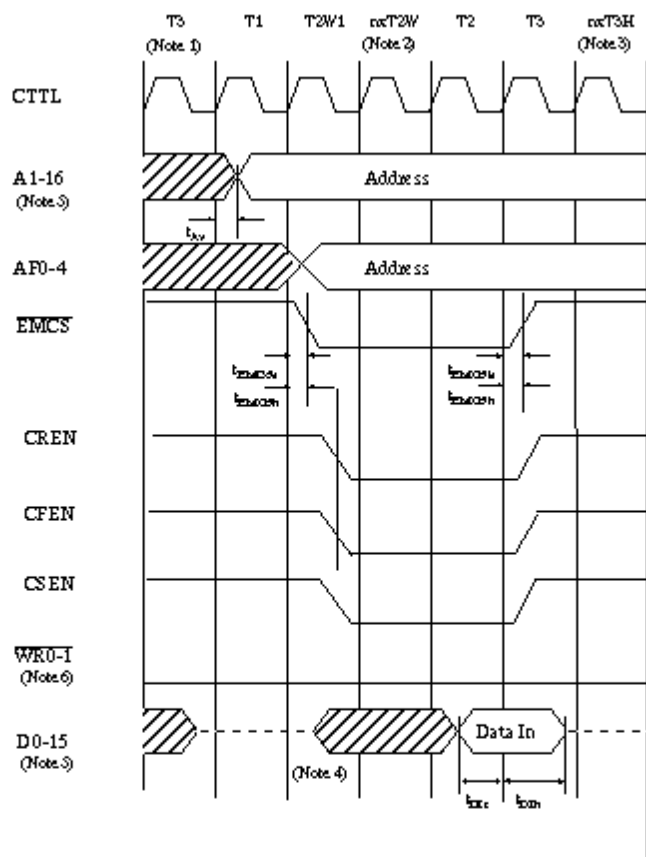 T3 T1 T2W1 nxT2W T2 T3 nxT3H
(Note. 1) (Note.2) (Note.3)
CTTL
A1-16 Address
(Note.5)
tAv
AF0-4 Address
EMCS
CREN
CFEN
CSEN
WR0-1
(Note.6)
D0-15 Data In
(Note.5)
(Note.4)